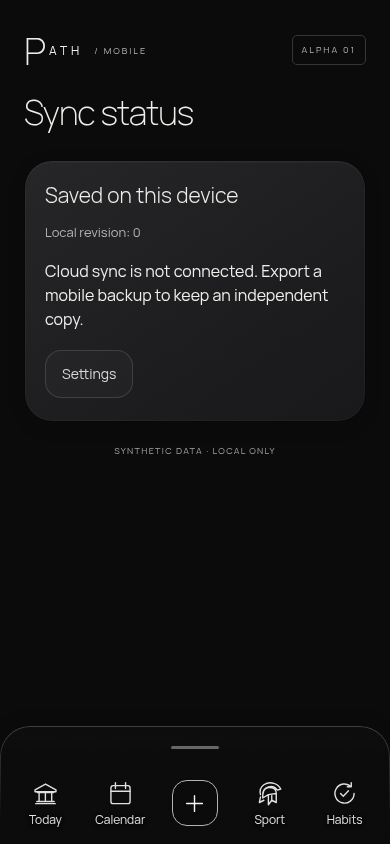 PATH / MOBILE
ALPHA 01
Sync status
Saved on this device
Local revision: 0
Cloud sync is not connected. Export a
mobile backup to keep an independent
copy.
Settings
SYNTHETIC DATA · LOCAL ONLY
Today
Calendar
Sport
Habits